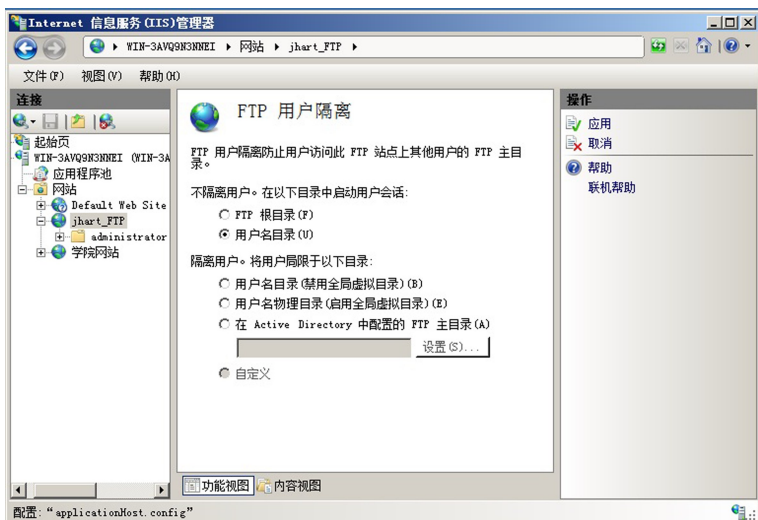 Internet 信息服务(IIS)管理器
WIN-3AVQ9N3NNEI ▸ 网站 ▸ jhart_FTP ▸
文件(F) 视图(V) 帮助(H)
连接
起始页
WIN-3AVQ9N3NNEI (WIN-3A
应用程序池
网站
Default Web Site
jhart_FTP
administrator
学院网站
FTP 用户隔离
FTP 用户隔离防止用户访问此 FTP 站点上其他用户的 FTP 主目
录。
不隔离用户。在以下目录中启动用户会话:
FTP 根目录(F)
用户名目录(U)
隔离用户。将用户局限于以下目录:
用户名目录(禁用全局虚拟目录)(B)
用户名物理目录(启用全局虚拟目录)(E)
在 Active Directory 中配置的 FTP 主目录(A)
设置(S)...
自定义
功能视图 内容视图
操作
应用
取消
帮助
联机帮助
配置:“applicationHost.config”